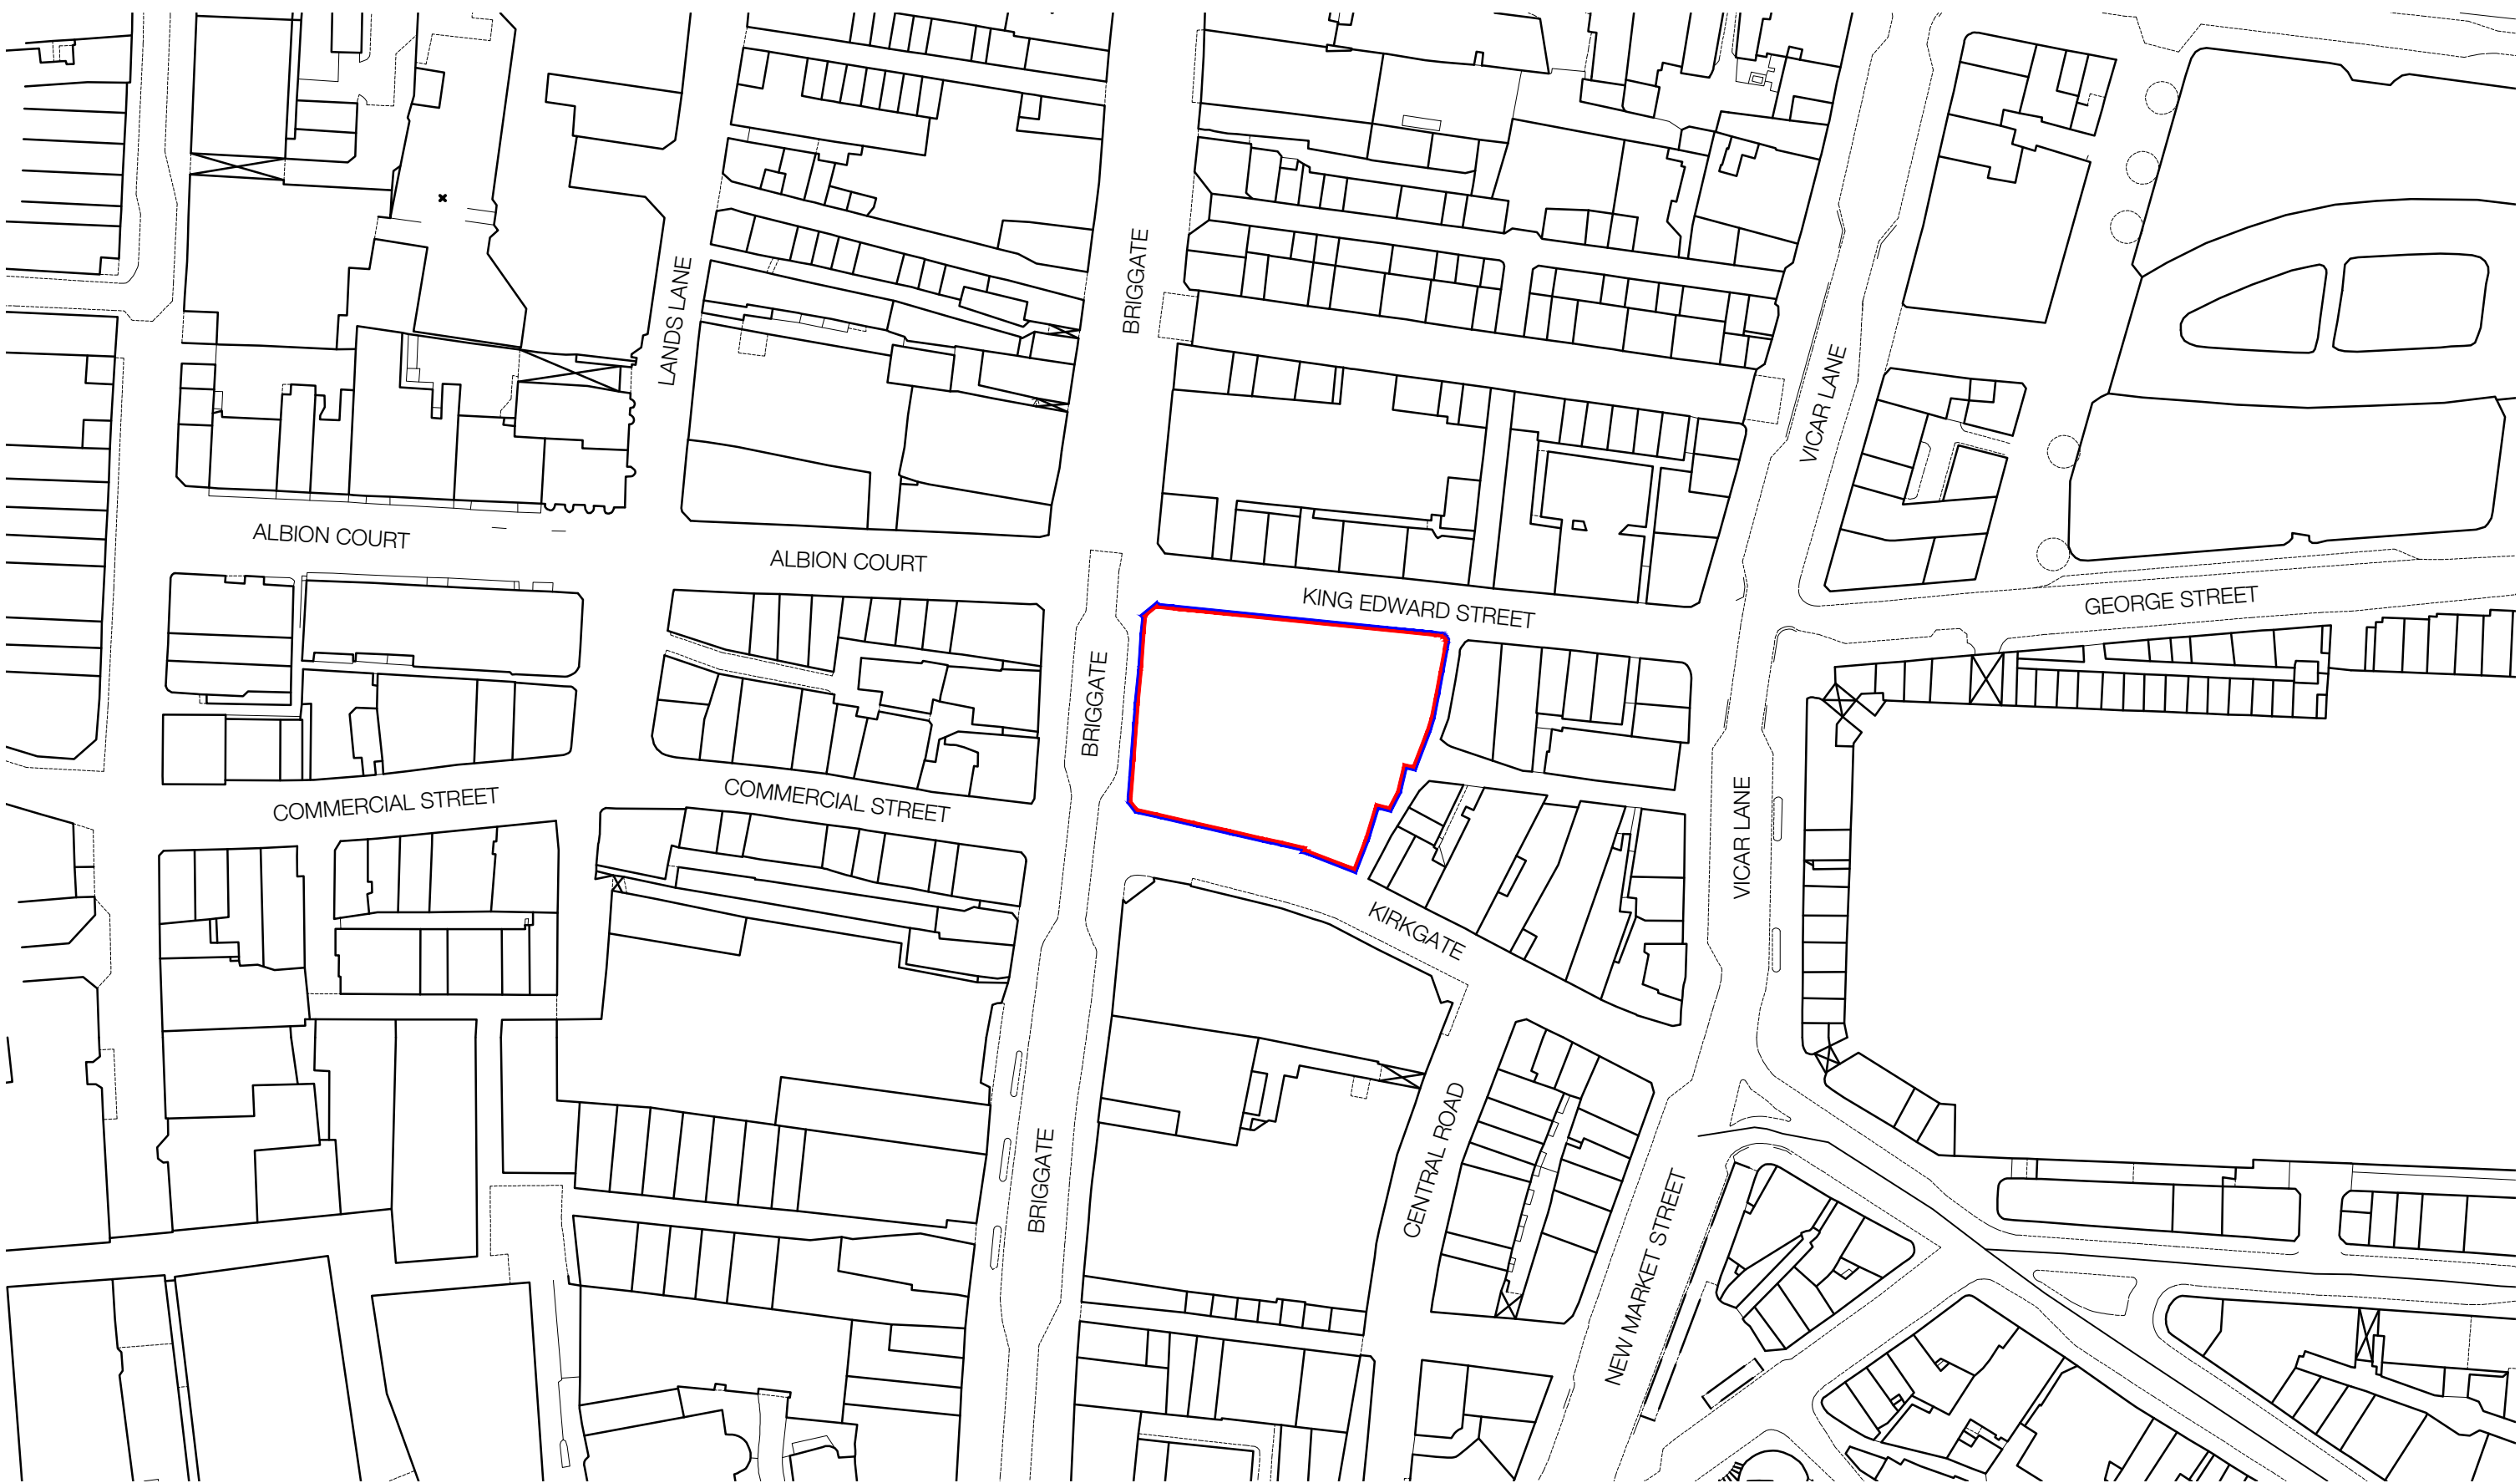 BRIGGATE
LANDS LANE
VICAR LANE
ALBION COURT
ALBION COURT
KING EDWARD STREET
GEORGE STREET
BRIGGATE
COMMERCIAL STREET
COMMERCIAL STREET
VICAR LANE
KIRKGATE
CENTRAL ROAD
BRIGGATE
NEW MARKET STREET